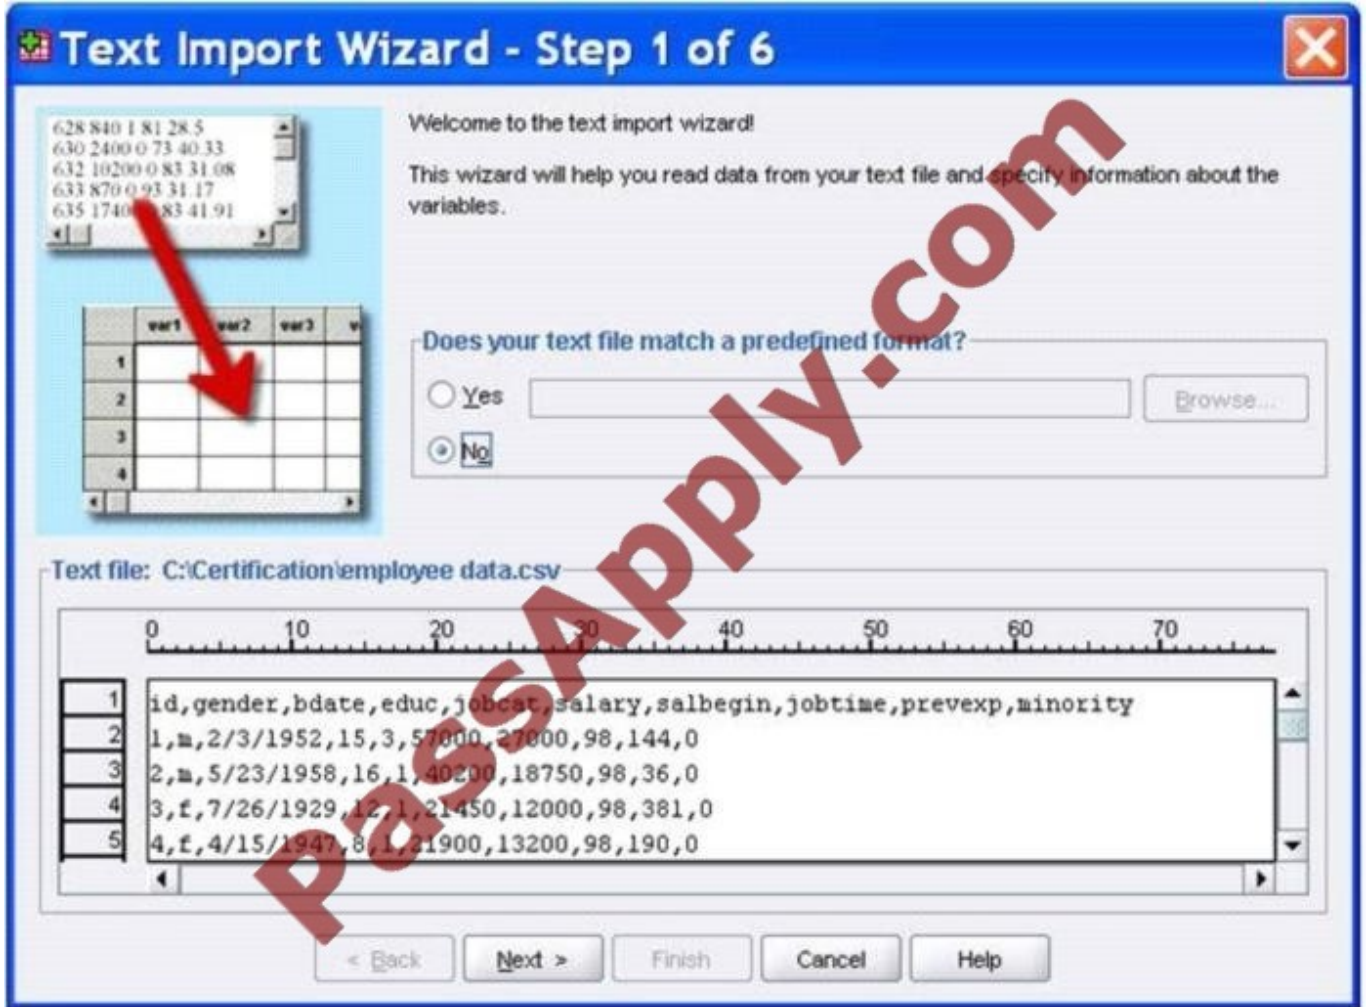 Text Import Wizard - Step 1 of 6
628 840 1 81 28.5
630 2400 0 73 40.33
632 10200 0 83 31.08
633 870 0 93 31.17
635 1740 83 41.91
var1 var2 var3 v
1
2
3
4
Welcome to the text import wizard!
This wizard will help you read data from your text file and specify information about the
variables.
Does your text file match a predefined format?
Yes
Browse...
No
Text file: C:\Certification\employee data.csv
0 10 20 30 40 50 60 70
1 id,gender,bdate,educ,jobcat,salary,salbegin,jobtime,prevexp,minority
2 1,m,2/3/1952,15,3,57000,27000,98,144,0
3 2,m,5/23/1958,16,1,40200,18750,98,36,0
4 3,f,7/26/1929,12,1,21450,12000,98,381,0
5 4,f,4/15/1947,8,1,21900,13200,98,190,0
< Back
Next >
Finish
Cancel
Help
PassApply.com